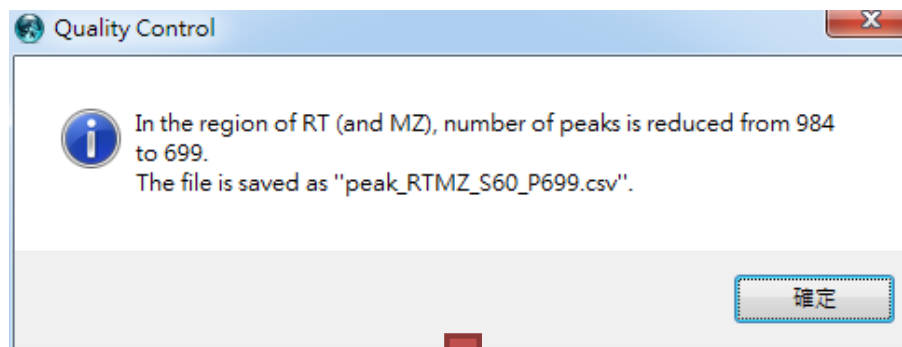 Quality Control
In the region of RT (and MZ), number of peaks is reduced from 984
to 699.
The file is saved as "peak_RTMZ_S60_P699.csv".
確定